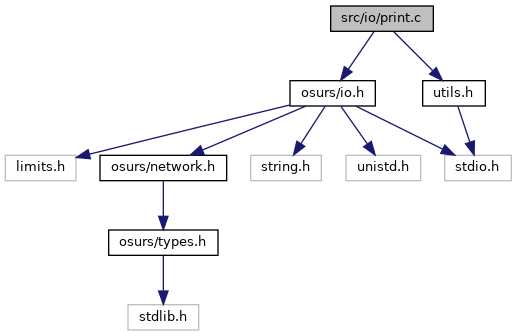 src/io/print.c
osurs/io.h
utils.h
limits.h
osurs/network.h
string.h
unistd.h
stdio.h
osurs/types.h
stdlib.h